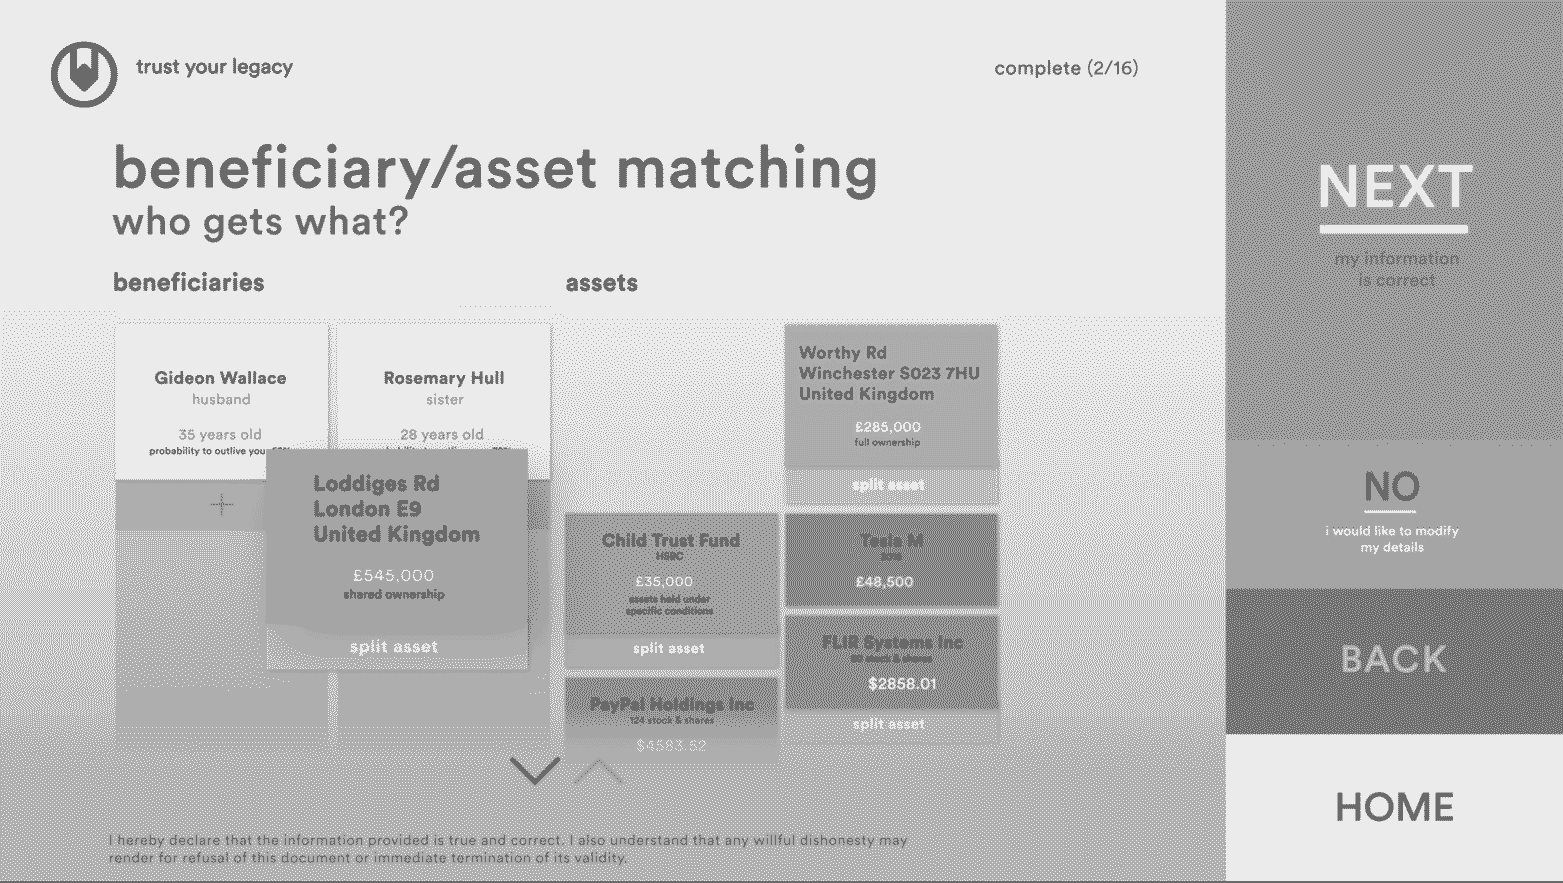 trust your legacy
complete (2/16)
beneficiary/asset matching
who gets what?
beneficiaries
assets
Gideon Wallace
husband
35 years old
probability to outlive you
Rosemary Hull
sister
28 years old
Loddiges Rd
London E9
United Kingdom
£545,000
shared ownership
split asset
Child Trust Fund
HSBC
£35,000
assets held under
specific conditions
split asset
PayPal Holdings Inc
124 stock & shares
$4583.52
Worthy Rd
Winchester SO23 7HU
United Kingdom
£285,000
full ownership
split asset
Tesla M
£48,500
FLIR Systems Inc
stock & shares
$2858.01
split asset
I hereby declare that the information provided is true and correct. I also understand that any willful dishonesty may
render for refusal of this document or immediate termination of its validity.
NEXT
my information
is correct
NO
i would like to modify
my details
BACK
HOME